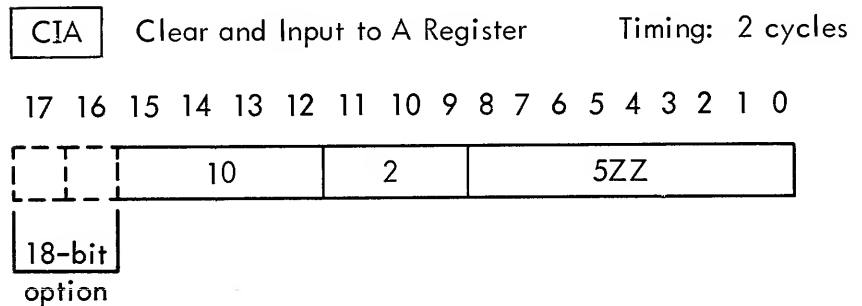 CIA Clear and Input to A Register Timing: 2 cycles
17 16 15 14 13 12 11 10 9 8 7 6 5 4 3 2 1 0
10 2 5ZZ
18-bit
option